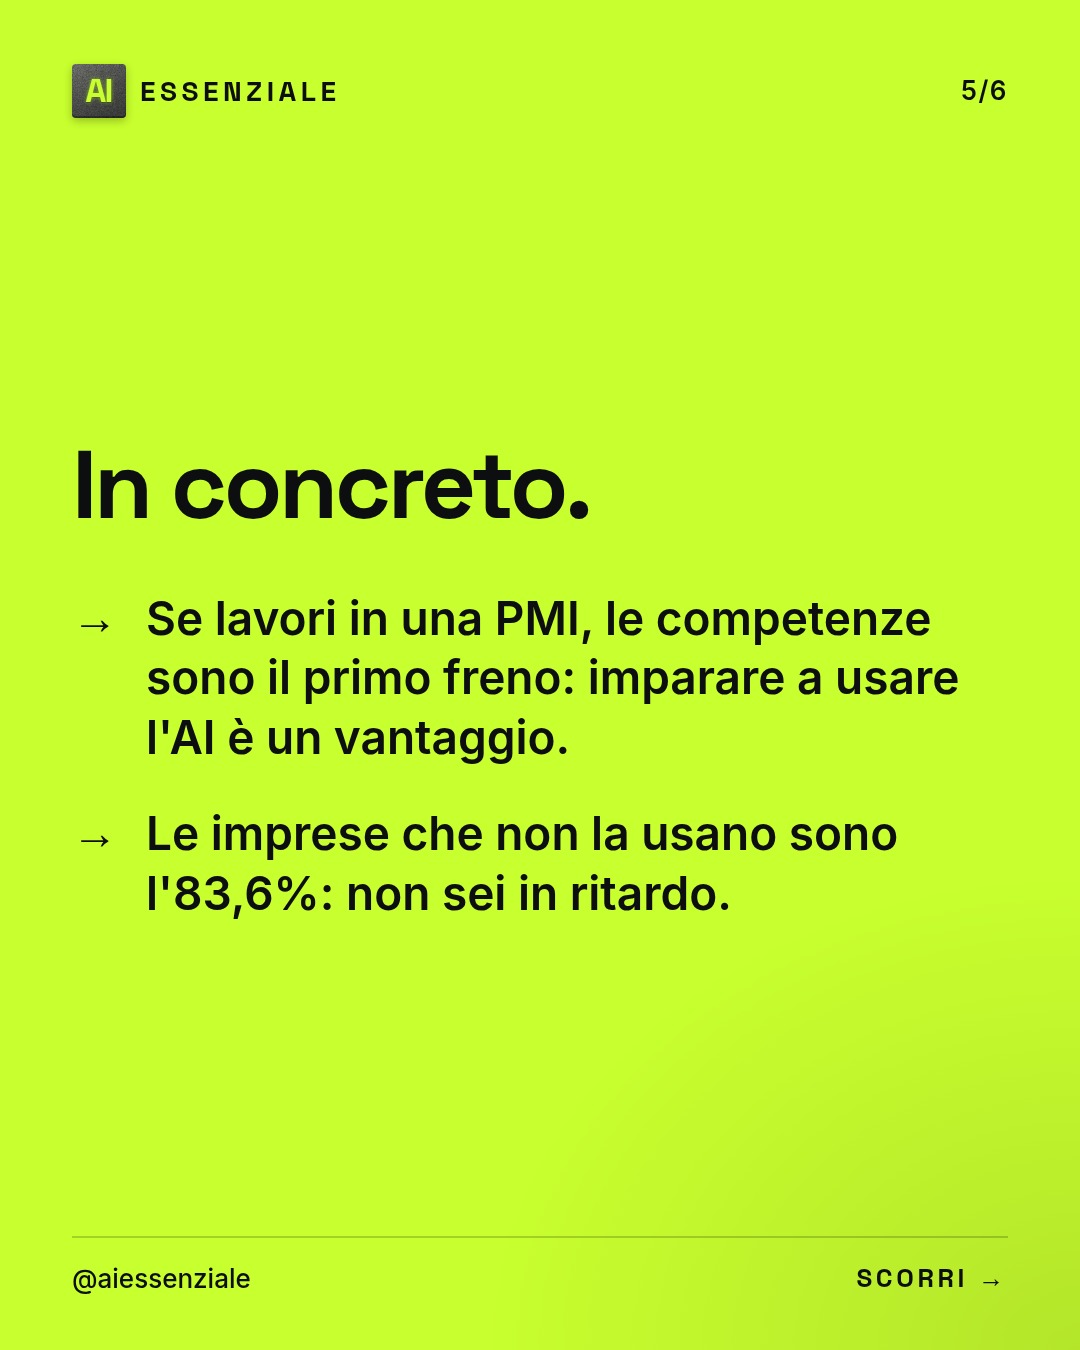 AI ESSENZIALE
5/6
In concreto.
→ Se lavori in una PMI, le competenze
sono il primo freno: imparare a usare
l'AI è un vantaggio.
→ Le imprese che non la usano sono
l'83,6%: non sei in ritardo.
@aiessenziale
SCORRI →